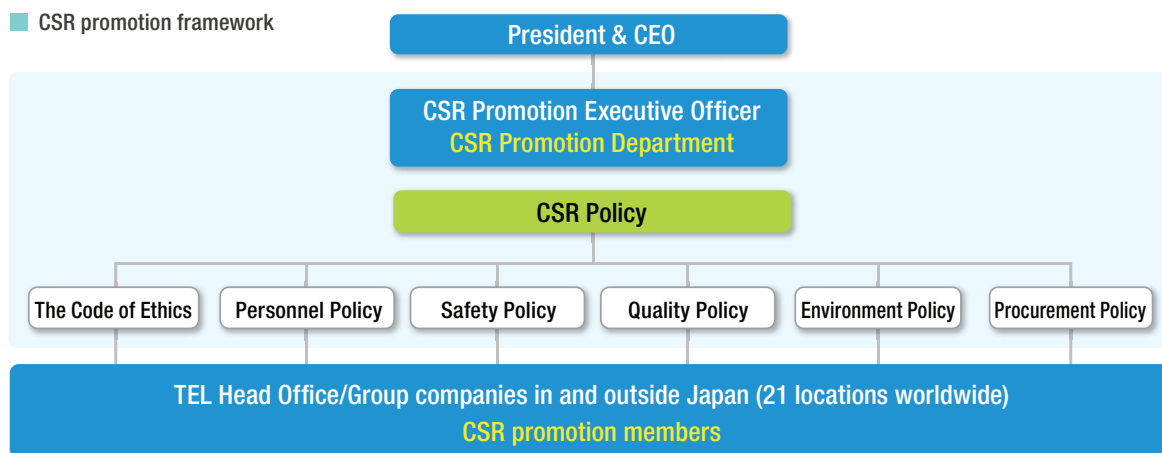 CSR promotion framework
President & CEO
CSR Promotion Executive Officer
CSR Promotion Department
CSR Policy
The Code of Ethics
Personnel Policy
Safety Policy
Quality Policy
Environment Policy
Procurement Policy
TEL Head Office/Group companies in and outside Japan (21 locations worldwide)
CSR promotion members